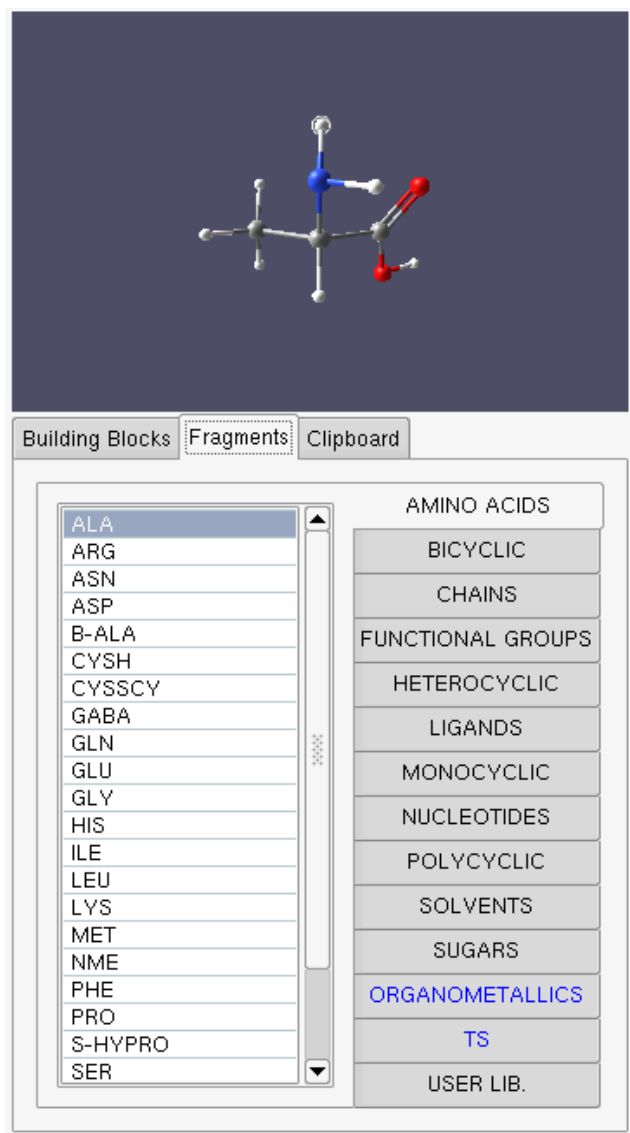 Building Blocks Fragments Clipboard
ALA
ARG
ASN
ASP
B-ALA
CYSH
CYSSCY
GABA
GLN
GLU
GLY
HIS
ILE
LEU
LYS
MET
NME
PHE
PRO
S-HYPRO
SER
AMINO ACIDS
BICYCLIC
CHAINS
FUNCTIONAL GROUPS
HETEROCYCLIC
LIGANDS
MONOCYCLIC
NUCLEOTIDES
POLYCYCLIC
SOLVENTS
SUGARS
ORGANOMETALLICS
TS
USER LIB.